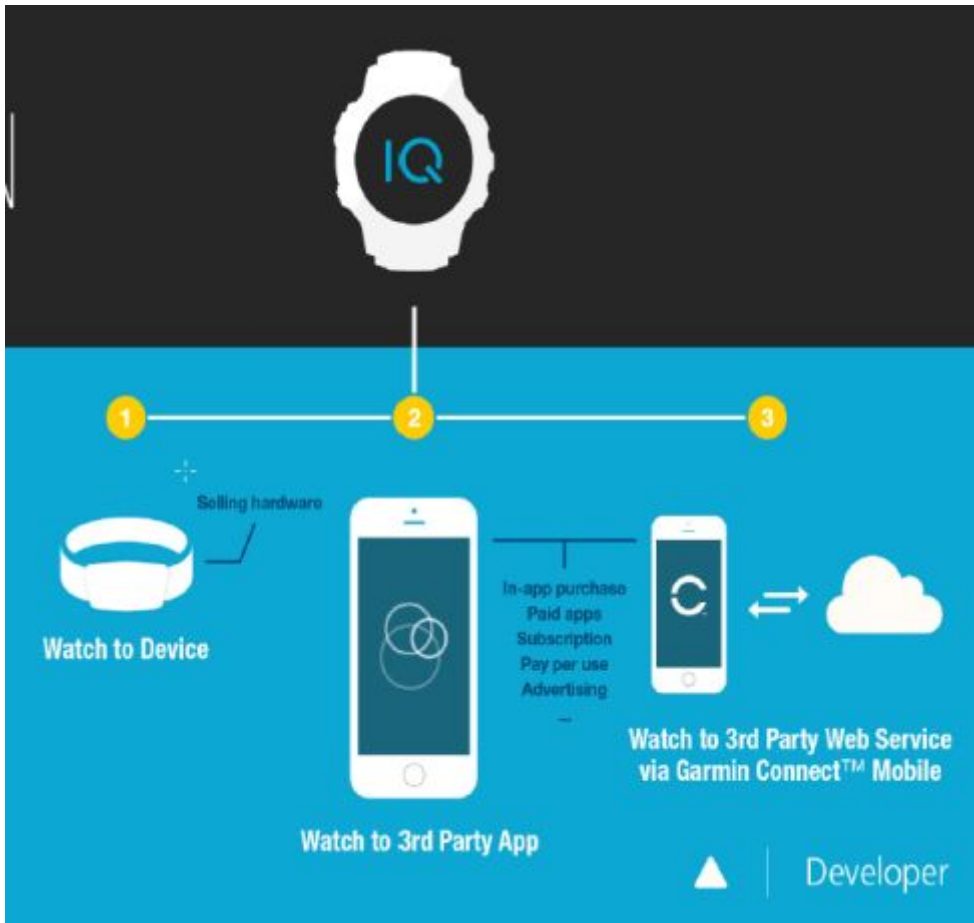 IQ
1
2
3
Selling hardware
Watch to Device
In-app purchase
Paid apps
Subscription
Pay per use
Advertising
...
Watch to 3rd Party App
Watch to 3rd Party Web Service
via Garmin Connect™ Mobile
Developer